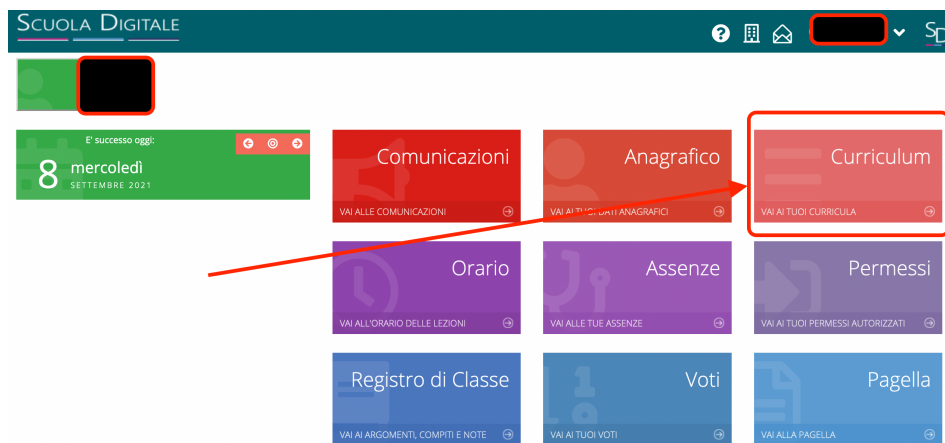 SCUOLA DIGITALE
?
SD
E' successo oggi:
8
mercoledì
SETTEMBRE 2021
Comunicazioni
VAI ALLE COMUNICAZIONI
Anagrafico
VAI AI TUOI DATI ANAGRAFICI
Curriculum
VAI AI TUOI CURRICULA
Orario
VAI ALL'ORARIO DELLE LEZIONI
Assenze
VAI ALLE TUE ASSENZE
Permessi
VAI AI TUOI PERMESSI AUTORIZZATI
Registro di Classe
VAI AI ARGOMENTI, COMPITI E NOTE
Voti
VAI AI TUOI VOTI
Pagella
VAI ALLA PAGELLA